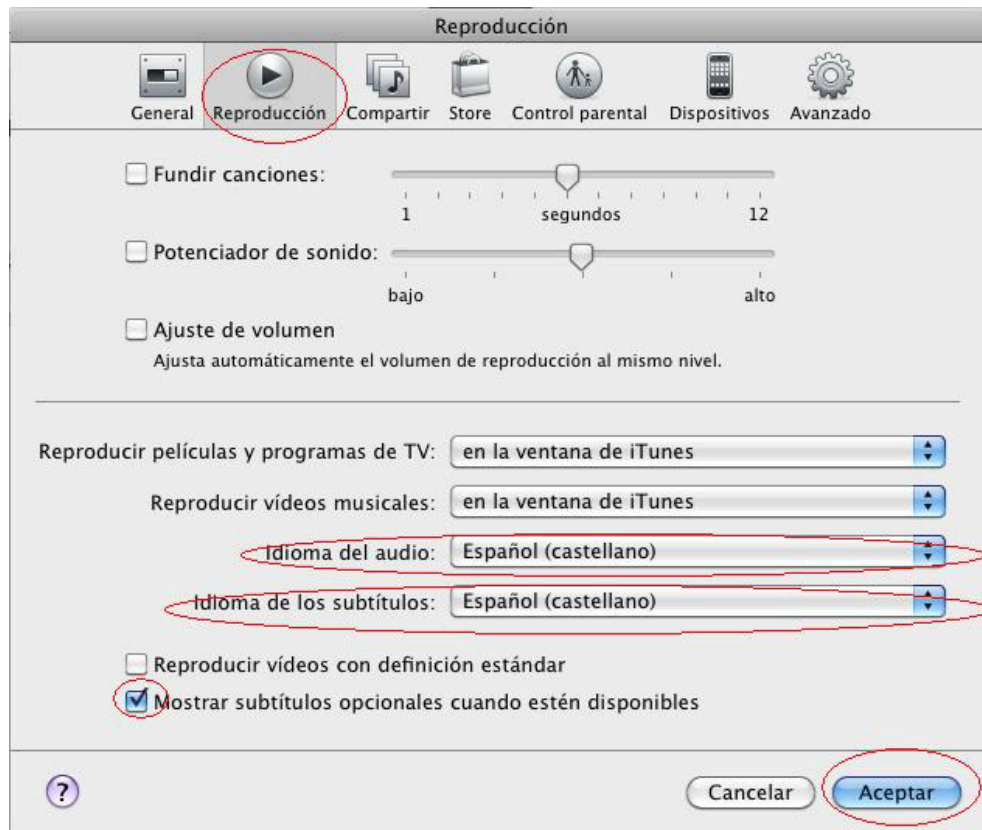 Reproducción
General Reproducción Compartir Store Control parental Dispositivos Avanzado
Fundir canciones:
1 segundos 12
Potenciador de sonido:
bajo alto
Ajuste de volumen
Ajusta automáticamente el volumen de reproducción al mismo nivel.
Reproducir películas y programas de TV: en la ventana de iTunes
Reproducir vídeos musicales: en la ventana de iTunes
Idioma del audio: Español (castellano)
Idioma de los subtítulos: Español (castellano)
Reproducir vídeos con definición estándar
Mostrar subtítulos opcionales cuando estén disponibles
? Cancelar Aceptar